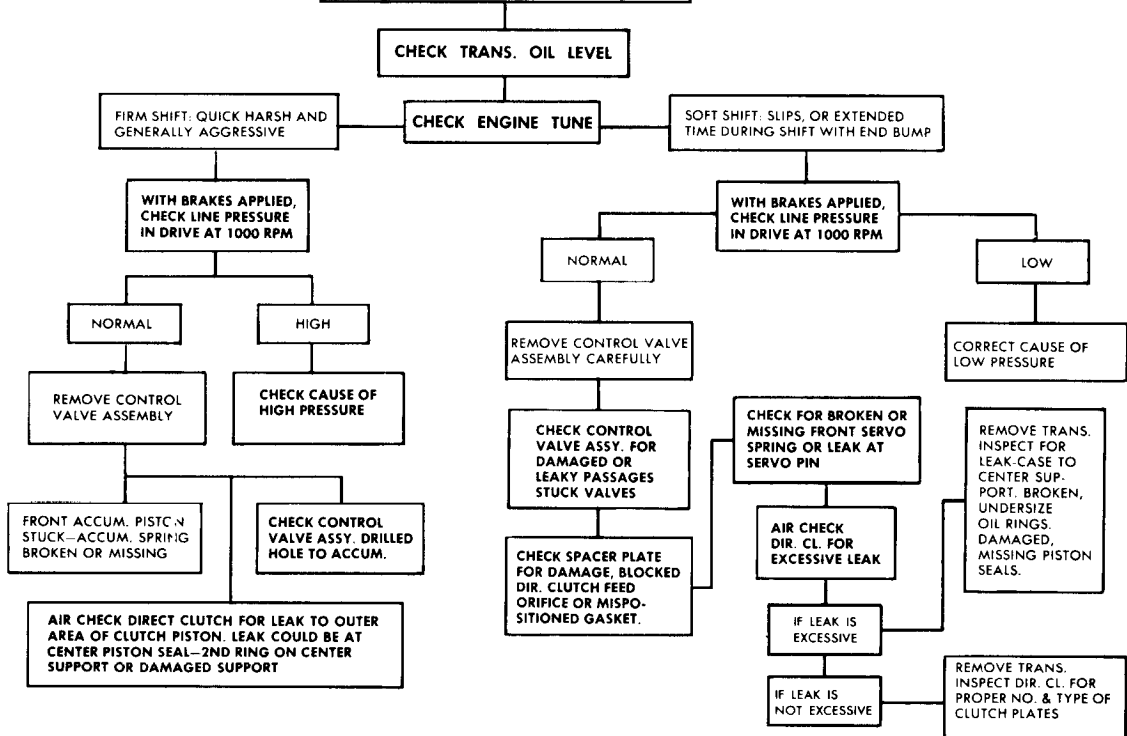 CHECK TRANS. OIL LEVEL
CHECK ENGINE TUNE
FIRM SHIFT: QUICK HARSH AND
GENERALLY AGGRESSIVE
WITH BRAKES APPLIED,
CHECK LINE PRESSURE
IN DRIVE AT 1000 RPM
NORMAL
HIGH
REMOVE CONTROL
VALVE ASSEMBLY
CHECK CAUSE OF
HIGH PRESSURE
FRONT ACCUM. PISTON
STUCK—ACCUM. SPRING
BROKEN OR MISSING
CHECK CONTROL
VALVE ASSY. DRILLED
HOLE TO ACCUM.
AIR CHECK DIRECT CLUTCH FOR LEAK TO OUTER
AREA OF CLUTCH PISTON. LEAK COULD BE AT
CENTER PISTON SEAL—2ND RING ON CENTER
SUPPORT OR DAMAGED SUPPORT
SOFT SHIFT: SLIPS, OR EXTENDED
TIME DURING SHIFT WITH END BUMP
WITH BRAKES APPLIED,
CHECK LINE PRESSURE
IN DRIVE AT 1000 RPM
NORMAL
LOW
REMOVE CONTROL VALVE
ASSEMBLY CAREFULLY
CORRECT CAUSE OF
LOW PRESSURE
CHECK CONTROL
VALVE ASSY. FOR
DAMAGED OR
LEAKY PASSAGES
STUCK VALVES
CHECK SPACER PLATE
FOR DAMAGE, BLOCKED
DIR. CLUTCH FEED
ORIFICE OR MISPO-
SITIONED GASKET.
CHECK FOR BROKEN OR
MISSING FRONT SERVO
SPRING OR LEAK AT
SERVO PIN
AIR CHECK
DIR. CL. FOR
EXCESSIVE LEAK
IF LEAK IS
EXCESSIVE
REMOVE TRANS.
INSPECT FOR
LEAK-CASE TO
CENTER SUP-
PORT. BROKEN,
UNDERSIZE
OIL RINGS.
DAMAGED,
MISSING PISTON
SEALS.
IF LEAK IS
NOT EXCESSIVE
REMOVE TRANS.
INSPECT DIR. CL. FOR
PROPER NO. & TYPE OF
CLUTCH PLATES